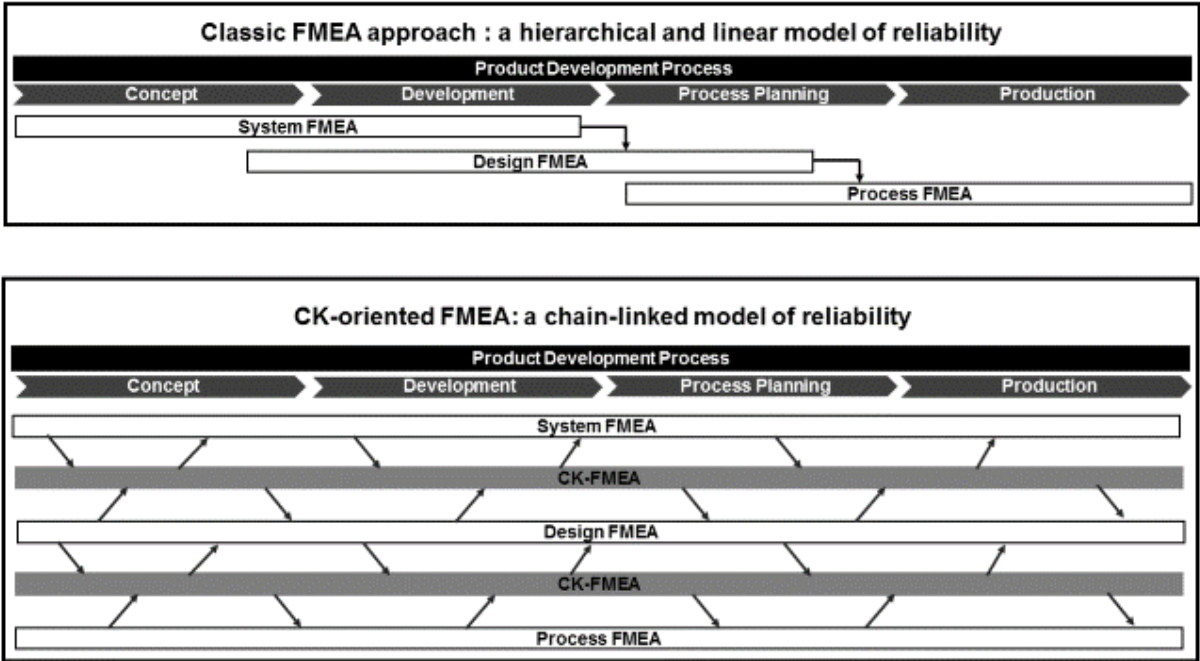 Classic FMEA approach : a hierarchical and linear model of reliability
Product Development Process
Concept Development Process Planning Production
System FMEA
Design FMEA
Process FMEA
CK-oriented FMEA: a chain-linked model of reliability
Product Development Process
Concept Development Process Planning Production
System FMEA
CK-FMEA
Design FMEA
CK-FMEA
Process FMEA